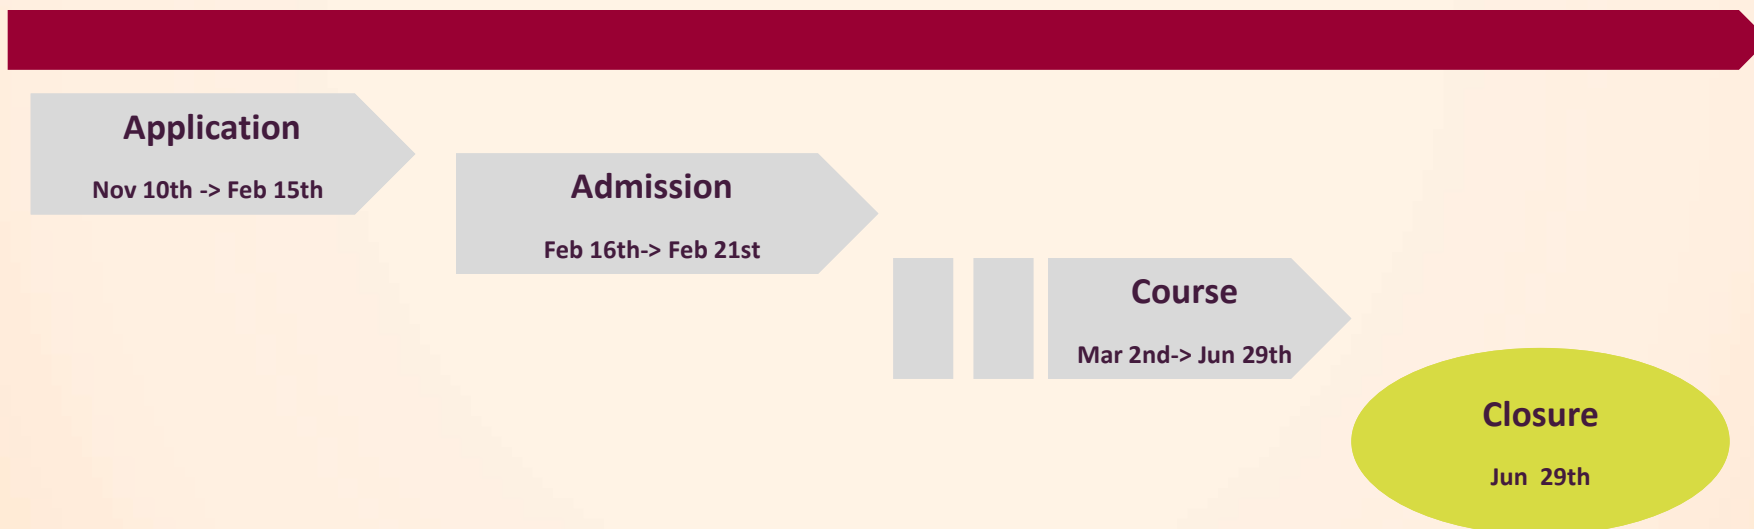 Application
Nov 10th -> Feb 15th
Admission
Feb 16th-> Feb 21st
Course
Mar 2nd-> Jun 29th
Closure
Jun  29th